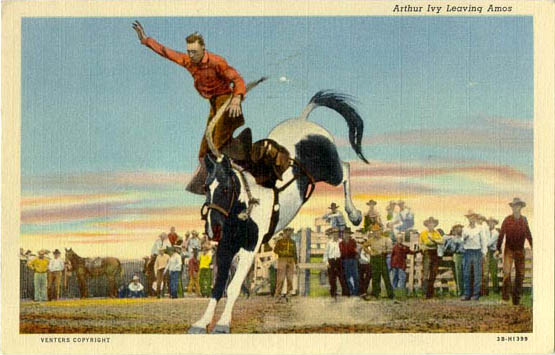 Arthur Ivy Leaving Amos
VENTERS COPYRIGHT
3B-H1399